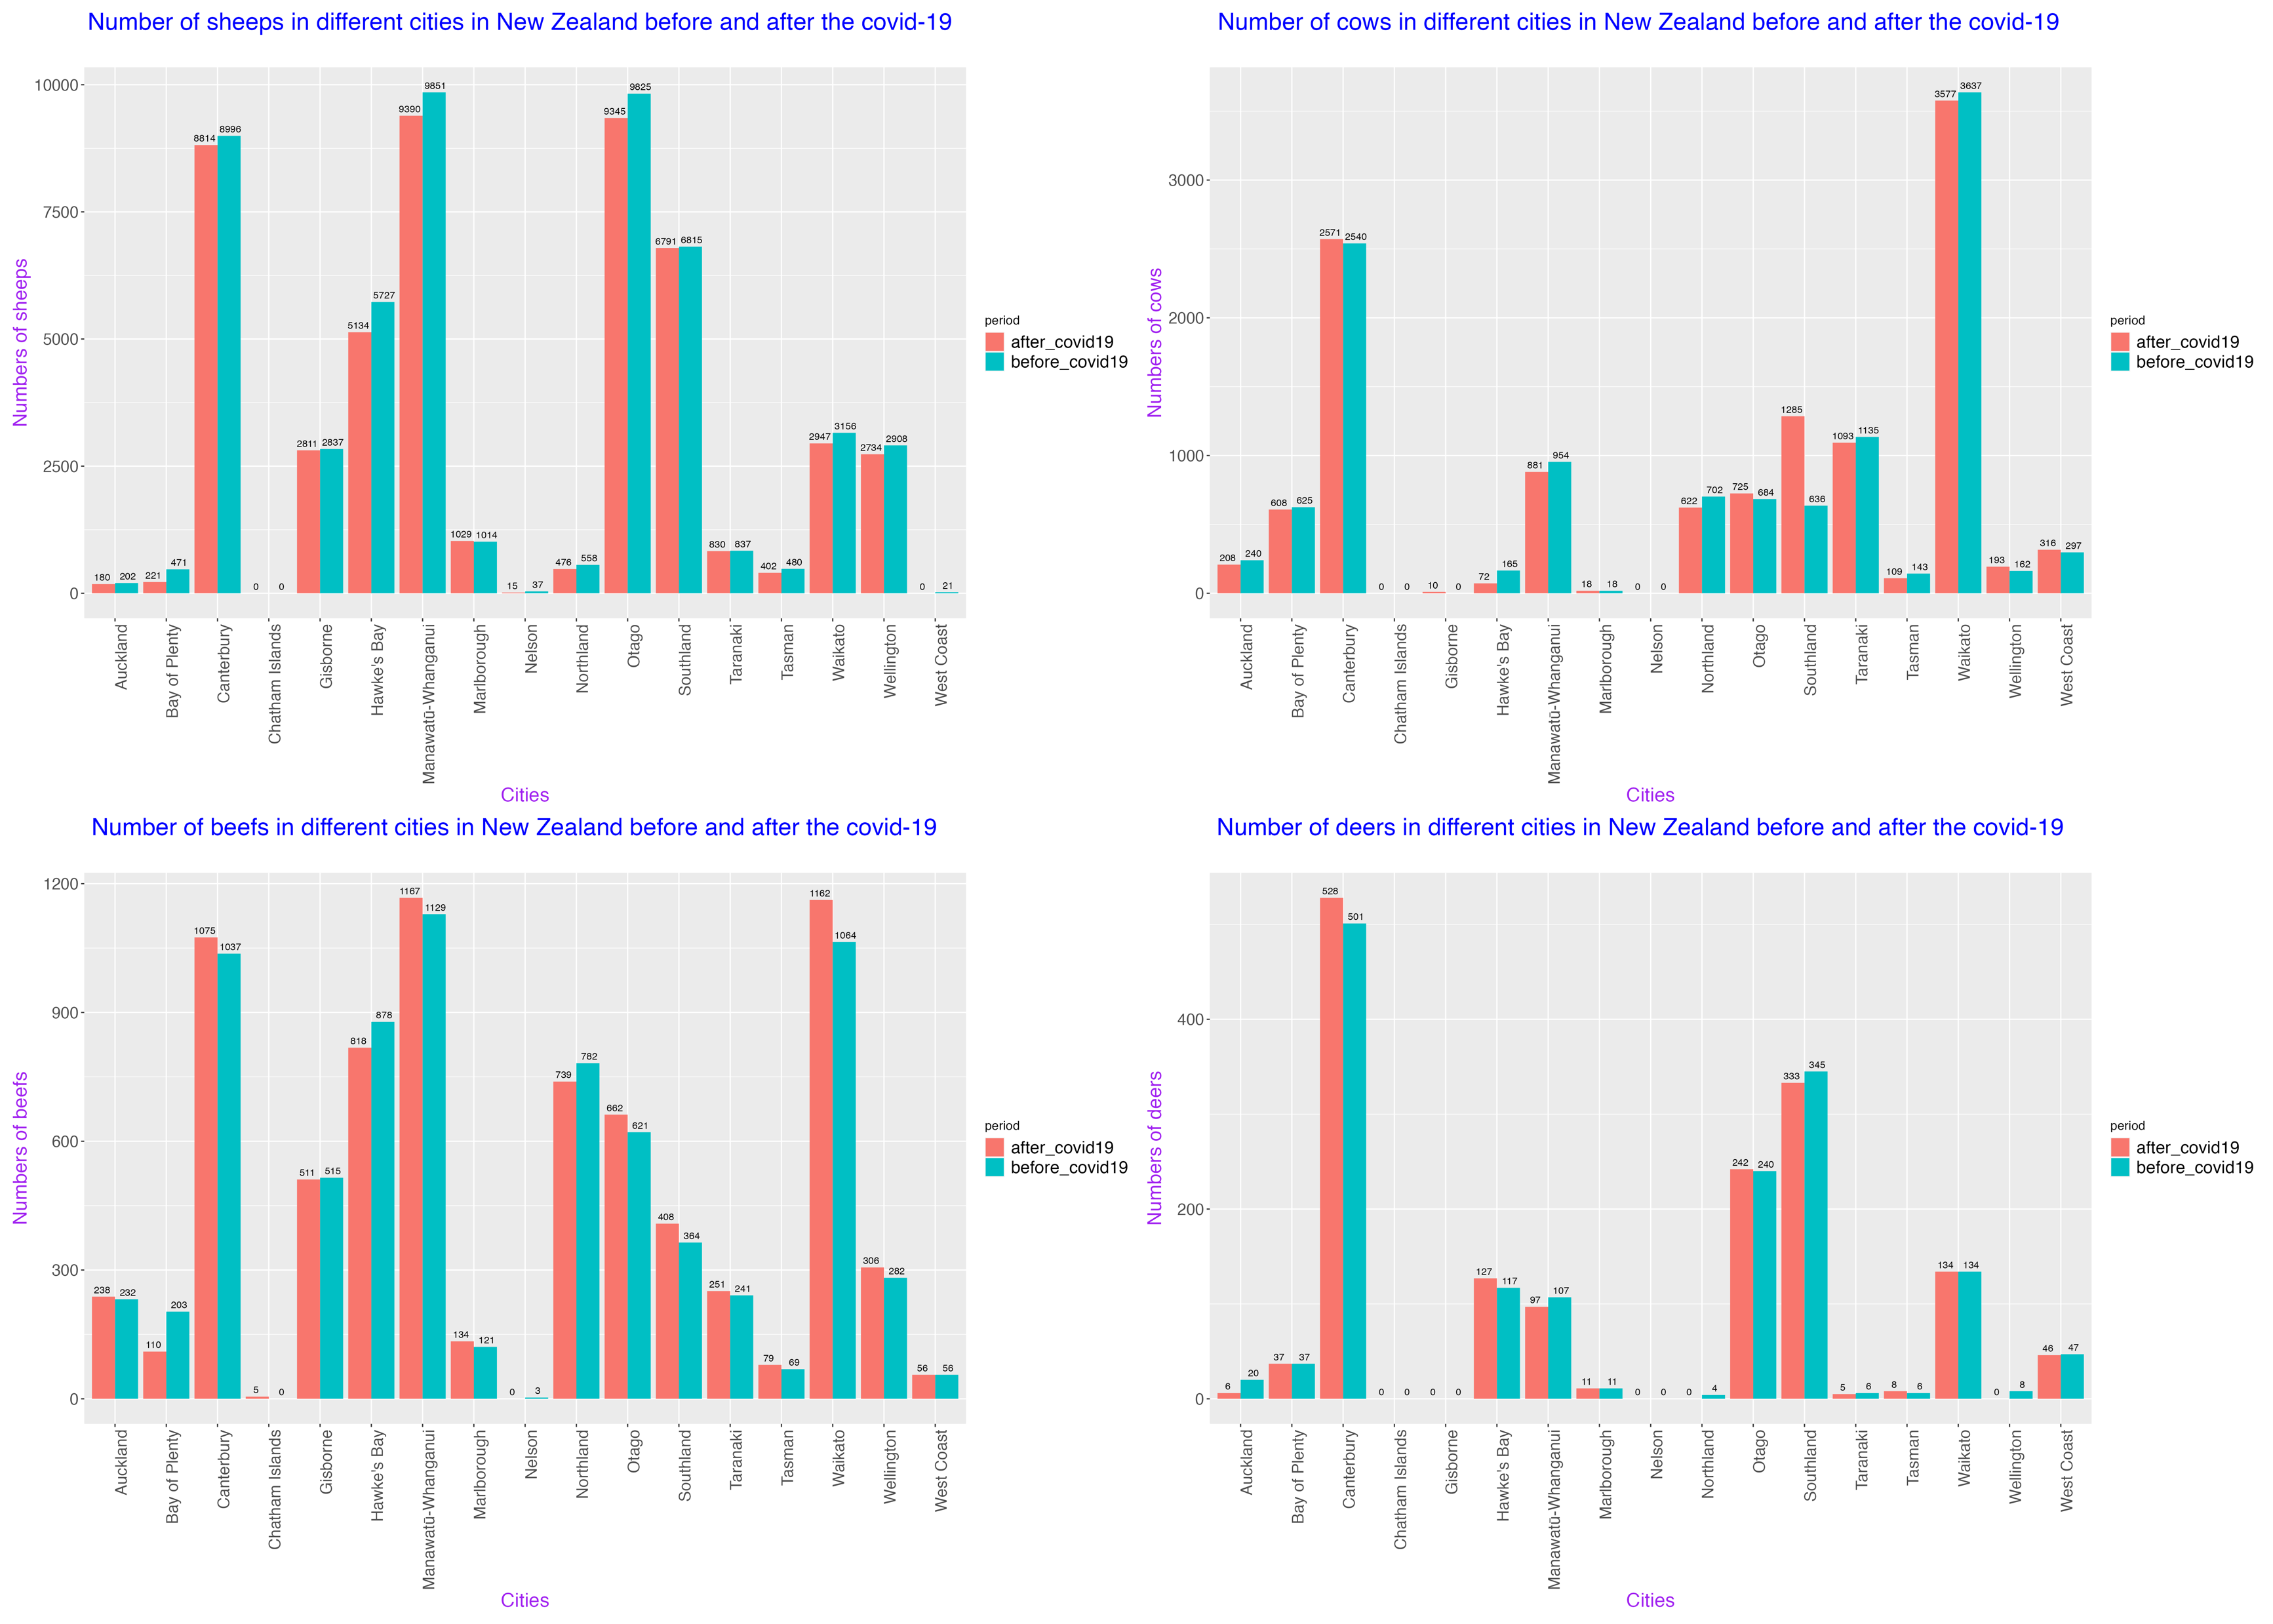 Number of sheeps in different cities in New Zealand before and after the covid-19
Numbers of sheeps
10000
7500
5000
2500
0
180 202 221 471 8814 8996 0 0 2811 2837 5134 5727 9390 9851 1029 1014 15 37 476 558 9345 9825 6791 6815 830 837 402 480 2947 3156 2734 2908 0 21
Auckland
Bay of Plenty
Canterbury
Chatham Islands
Gisborne
Hawke's Bay
Manawatū-Whanganui
Marlborough
Nelson
Northland
Otago
Southland
Taranaki
Tasman
Waikato
Wellington
West Coast
Cities
period
after_covid19
before_covid19
Number of cows in different cities in New Zealand before and after the covid-19
Numbers of cows
3000
2000
1000
0
208 240 608 625 2571 2540 0 0 10 0 72 165 881 954 18 18 0 0 622 702 725 684 1285 636 1093 1135 109 143 3577 3637 193 162 316 297
Auckland
Bay of Plenty
Canterbury
Chatham Islands
Gisborne
Hawke's Bay
Manawatū-Whanganui
Marlborough
Nelson
Northland
Otago
Southland
Taranaki
Tasman
Waikato
Wellington
West Coast
Cities
period
after_covid19
before_covid19
Number of beefs in different cities in New Zealand before and after the covid-19
Numbers of beefs
1200
900
600
300
0
238 232 110 203 1075 1037 5 0 511 515 818 878 1167 1129 134 121 0 3 739 782 662 621 408 364 251 241 79 69 1162 1064 306 282 56 56
Auckland
Bay of Plenty
Canterbury
Chatham Islands
Gisborne
Hawke's Bay
Manawatū-Whanganui
Marlborough
Nelson
Northland
Otago
Southland
Taranaki
Tasman
Waikato
Wellington
West Coast
Cities
period
after_covid19
before_covid19
Number of deers in different cities in New Zealand before and after the covid-19
Numbers of deers
400
200
0
6 20 37 37 528 501 0 0 0 0 127 117 97 107 11 11 0 0 0 4 242 240 333 345 5 6 8 6 134 134 0 8 46 47
Auckland
Bay of Plenty
Canterbury
Chatham Islands
Gisborne
Hawke's Bay
Manawatū-Whanganui
Marlborough
Nelson
Northland
Otago
Southland
Taranaki
Tasman
Waikato
Wellington
West Coast
Cities
period
after_covid19
before_covid19